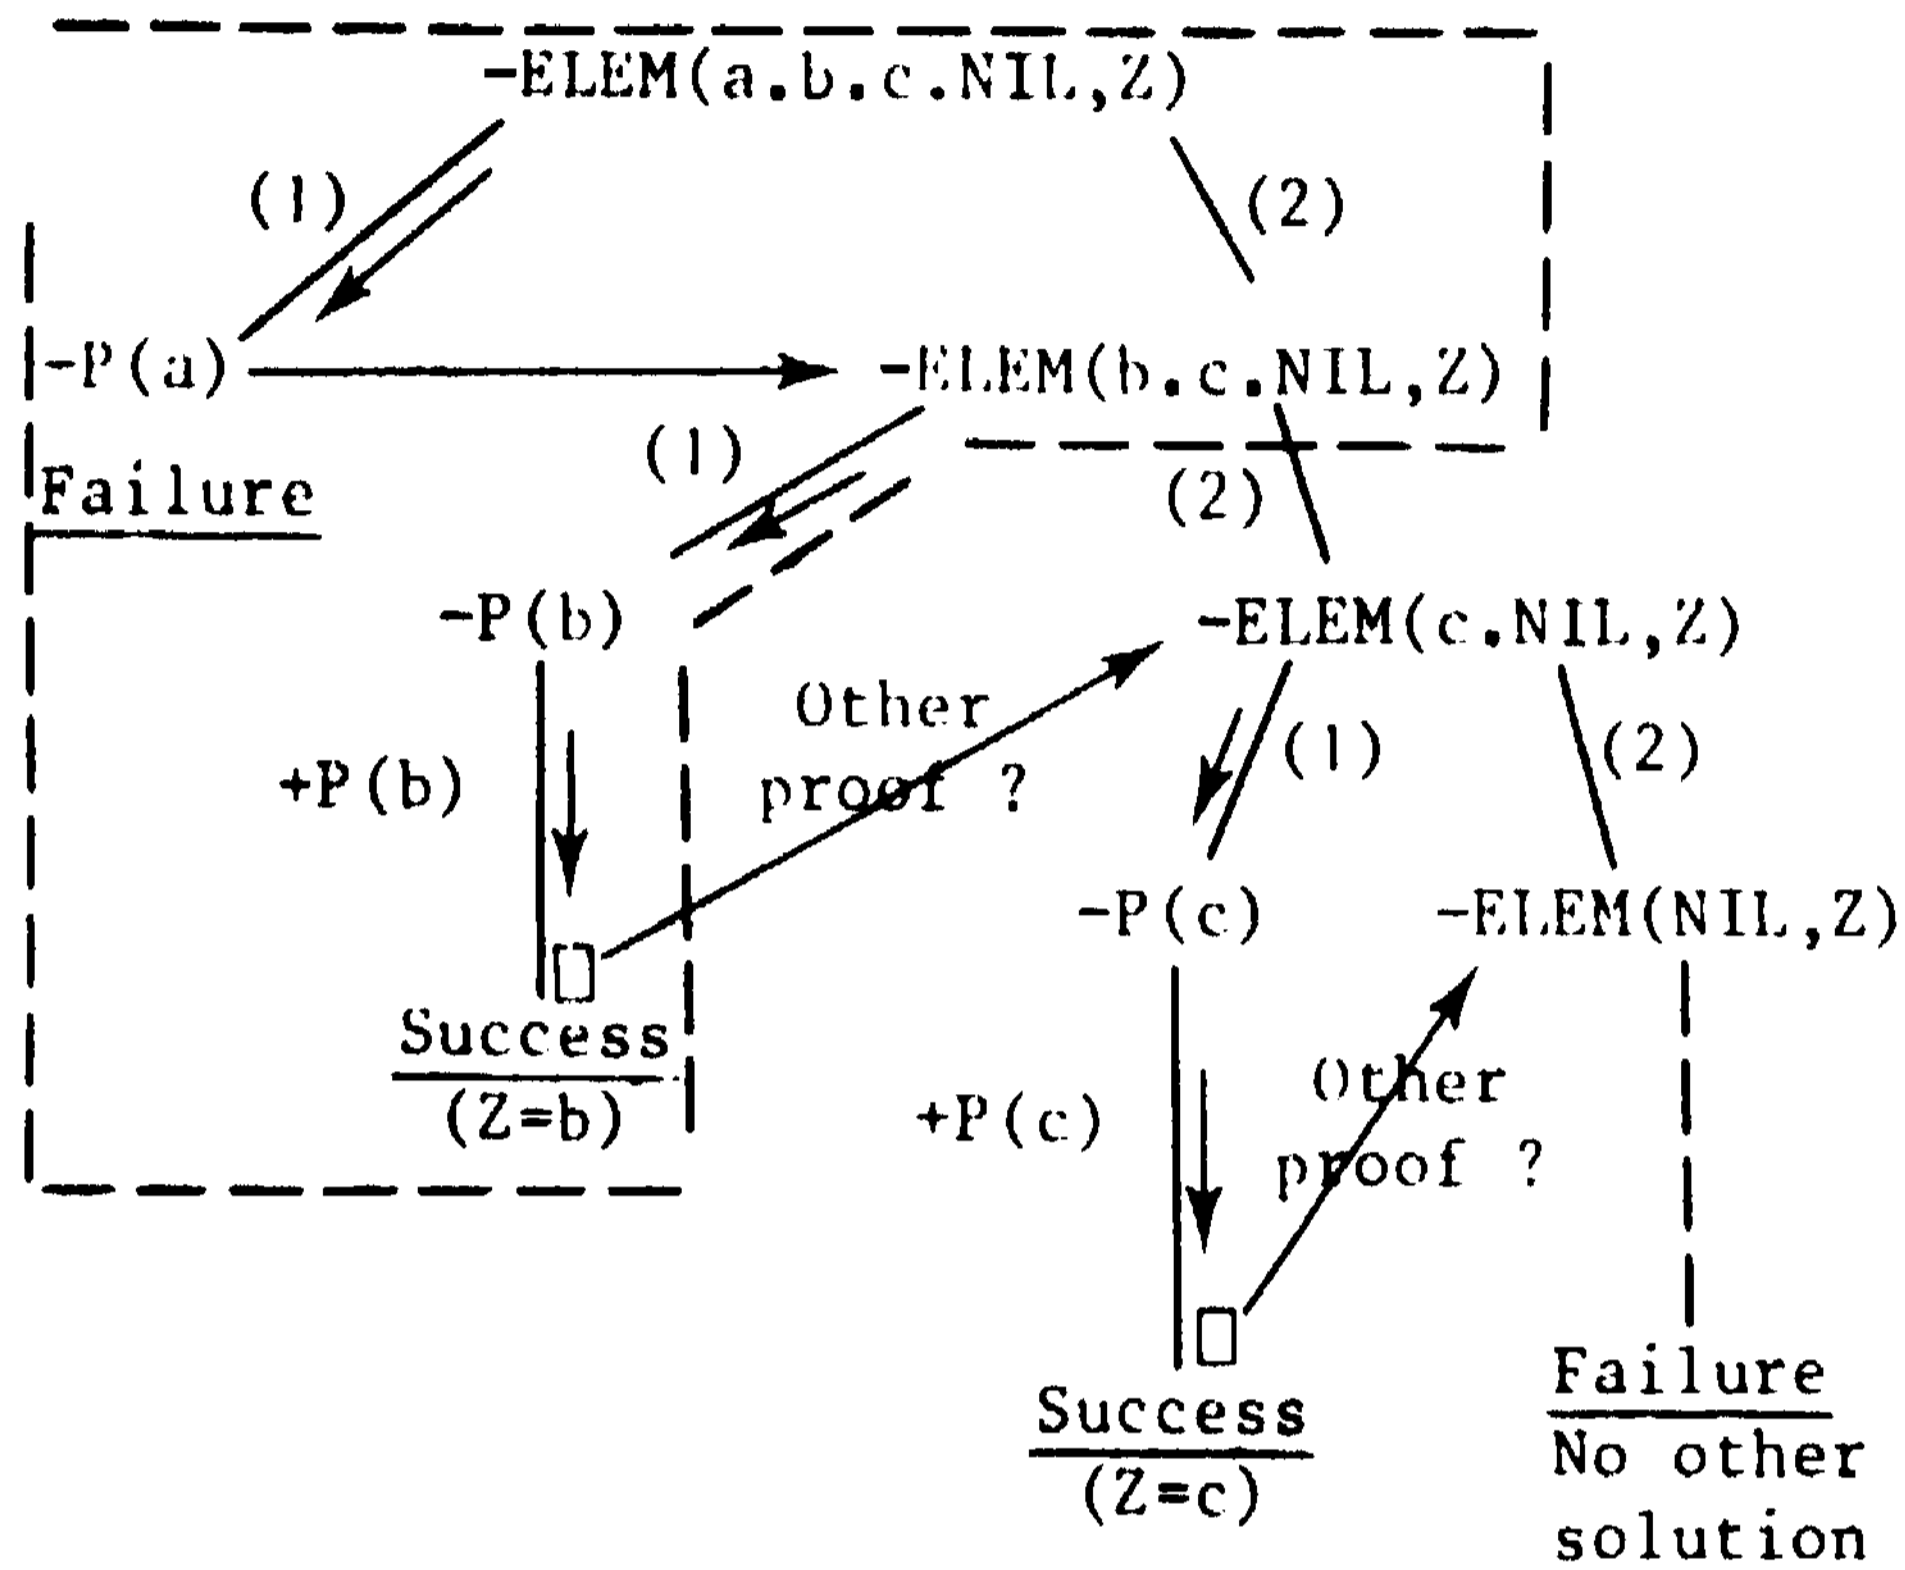 -ELEM(a.b.c.NIL,Z)
(1)
(2)
-P(a)
-ELEM(b.c.NIL,Z)
(1)
Failure
(2)
-P(b)
-ELEM(c.NIL,Z)
Other
proof ?
+P(b)
(1)
(2)
-P(c)
-ELEM(NIL,Z)
Success
(Z=b)
+P(c)
Other
proof ?
Success
(Z=c)
Failure
No other
solution